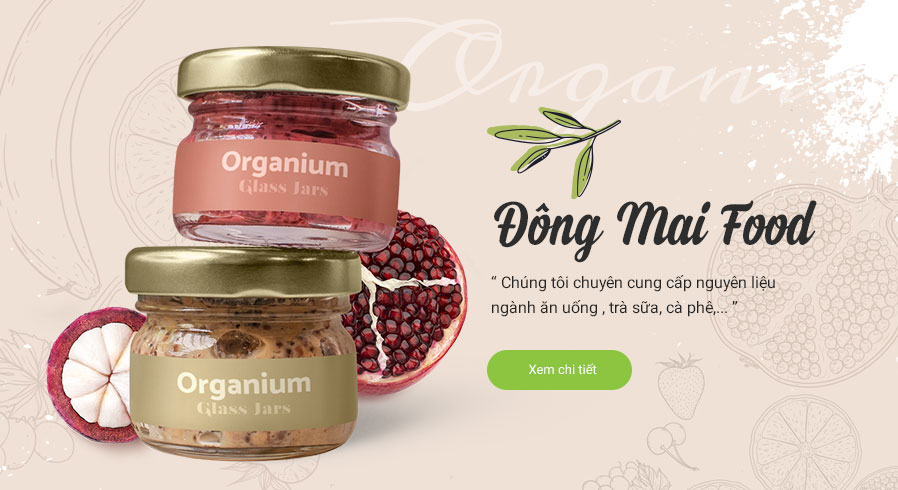 Organi
Organium
Glass Jars
Đông Mai Food
“ Chúng tôi chuyên cung cấp nguyên liệu
ngành ăn uống , trà sữa, cà phê,... ”
Organium
Glass Jars
Xem chi tiết